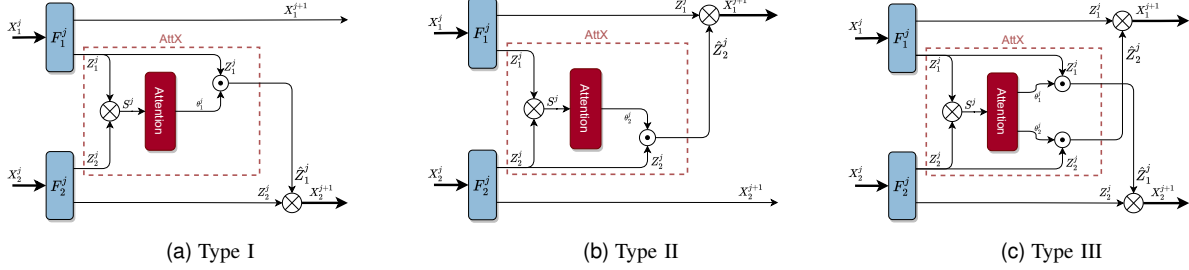 X_1^j
F_1^j
X_1^{j+1}
AttX
Z_1^j
Z_1^j
S^j
Attention
θ_1^j
Z_2^j
Ẑ_1^j
X_2^j
F_2^j
Z_2^j
X_2^{j+1}
(a) Type I
X_1^j
F_1^j
Z_1^j
X_1^{j+1}
AttX
Ẑ_2^j
Z_1^j
S^j
Attention
θ_2^j
Z_2^j
Z_2^j
X_2^j
F_2^j
X_2^{j+1}
(b) Type II
X_1^j
F_1^j
Z_1^j
X_1^{j+1}
AttX
Ẑ_2^j
Z_1^j
Z_1^j
S^j
Attention
θ_1^j
θ_2^j
Z_2^j
Z_2^j
Ẑ_1^j
X_2^j
F_2^j
Z_2^j
X_2^{j+1}
(c) Type III